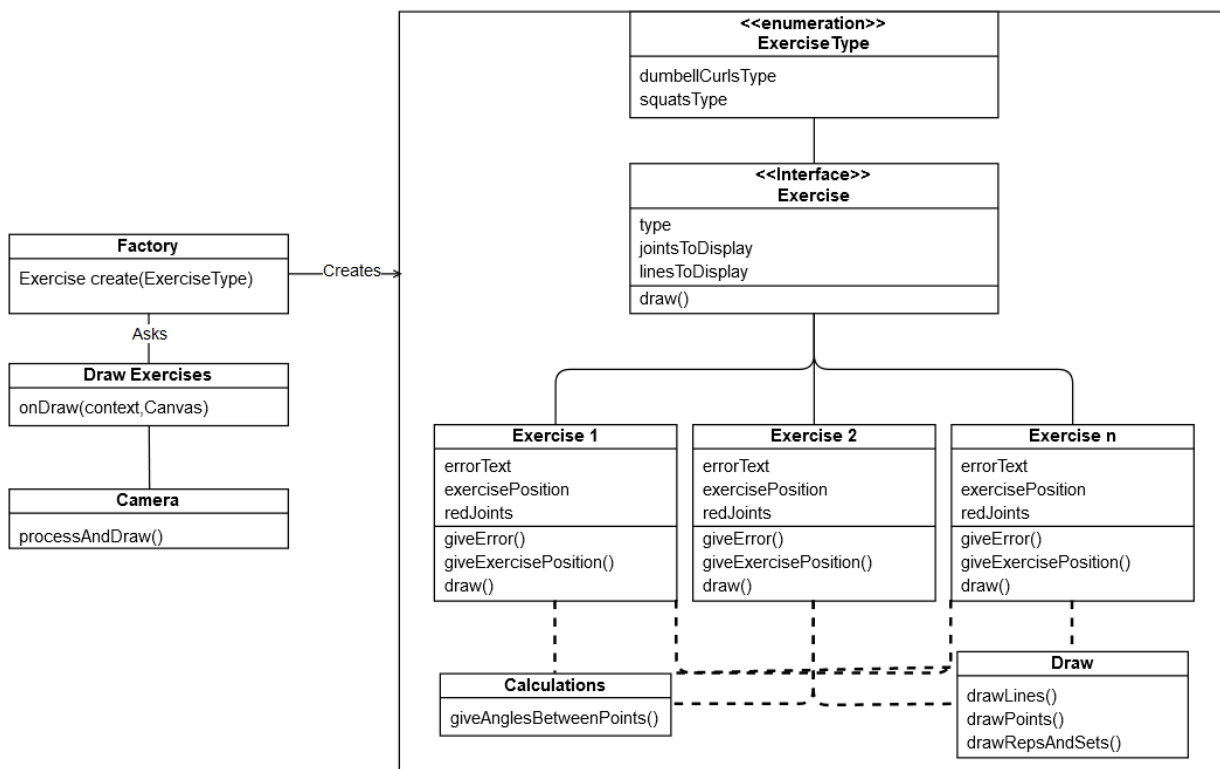 <<enumeration>>
ExerciseType
dumbellCurlsType
squatsType
<<Interface>>
Exercise
type
jointsToDisplay
linesToDisplay
draw()
Factory
Exercise create(ExerciseType)
Creates
Asks
Draw Exercises
onDraw(context,Canvas)
Camera
processAndDraw()
Exercise 1
errorText
exercisePosition
redJoints
giveError()
giveExercisePosition()
draw()
Exercise 2
errorText
exercisePosition
redJoints
giveError()
giveExercisePosition()
draw()
Exercise n
errorText
exercisePosition
redJoints
giveError()
giveExercisePosition()
draw()
Calculations
giveAnglesBetweenPoints()
Draw
drawLines()
drawPoints()
drawRepsAndSets()